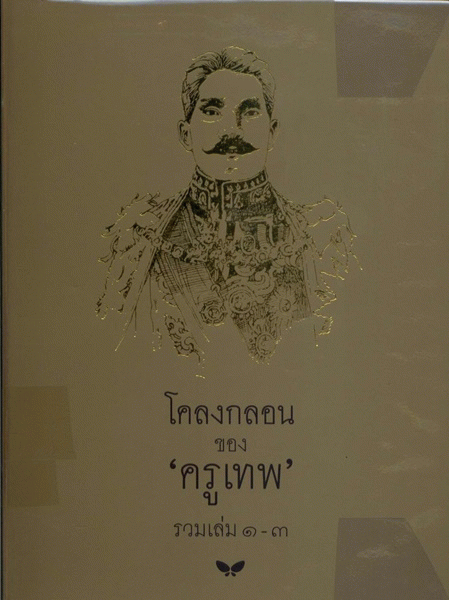 โคลงกลอน
ของ
‘ครูเทพ’
รวมเล่ม ๑ - ๓